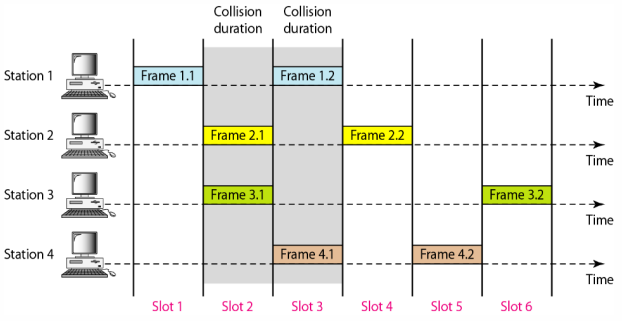 Collision duration
Collision duration
Station 1
Frame 1.1
Frame 1.2
Time
Station 2
Frame 2.1
Frame 2.2
Time
Station 3
Frame 3.1
Frame 3.2
Time
Station 4
Frame 4.1
Frame 4.2
Time
Slot 1
Slot 2
Slot 3
Slot 4
Slot 5
Slot 6